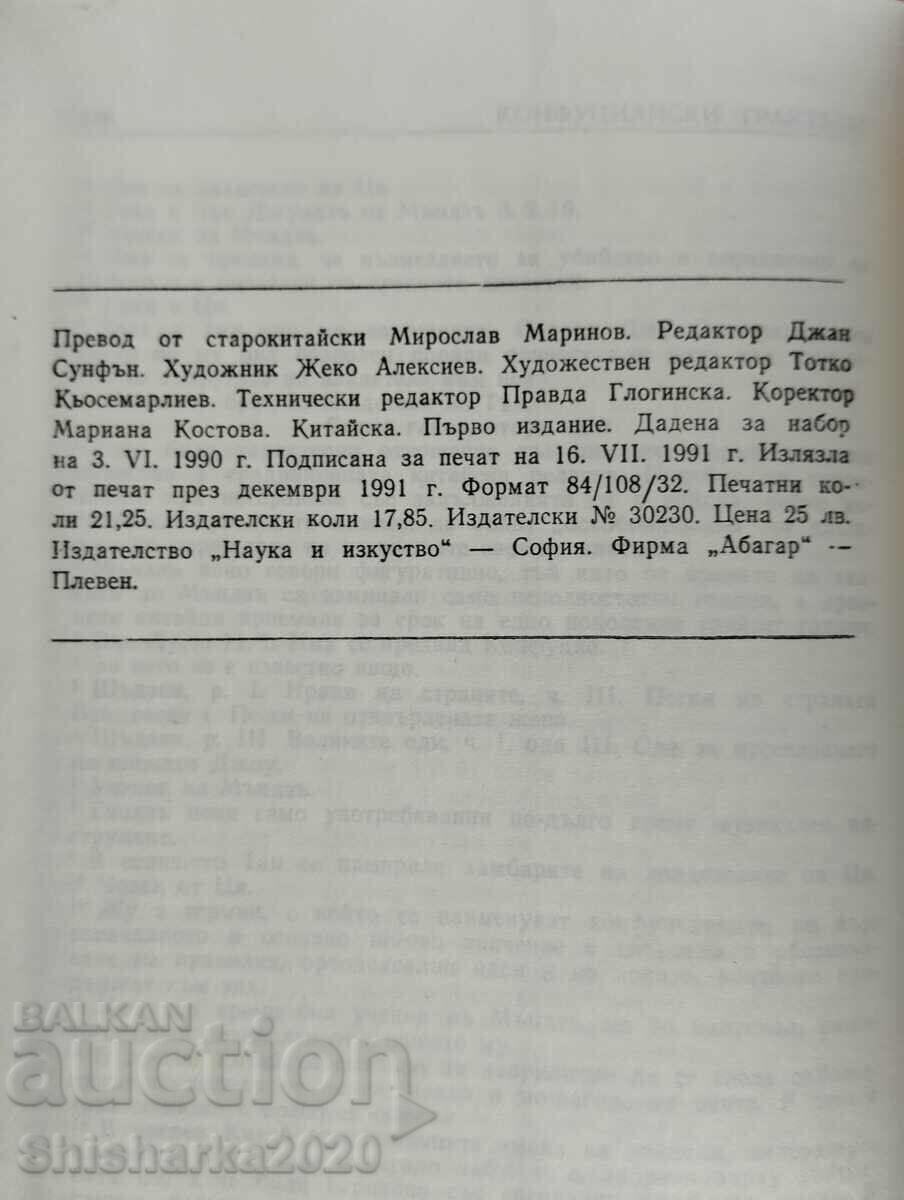 Превод от старокитайски Мирослав Маринов. Редактор Джан
Сунфън. Художник Жеко Алексиев. Художествен редактор Тотко
Кьосемарлиев. Технически редактор Правда Глогинска. Коректор
Мариана Костова. Китайска. Първо издание. Дадена за набор
на 3. VI. 1990 г. Подписана за печат на 16. VII. 1991 г. Излязла
от печат през декември 1991 г. Формат 84/108/32. Печатни ко-
ли 21,25. Издателски коли 17,85. Издателски № 30230. Цена 25 лв.
Издателство „Наука и изкуство“ — София. Фирма „Абагар“ —
Плевен.
BALKAN
auction
Shisharka2020